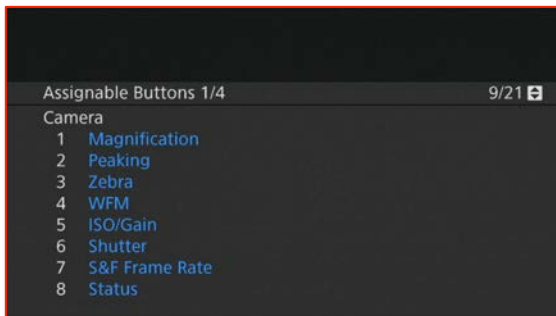 Assignable Buttons 1/4 9/21
Camera
1 Magnification
2 Peaking
3 Zebra
4 WFM
5 ISO/Gain
6 Shutter
7 S&F Frame Rate
8 Status